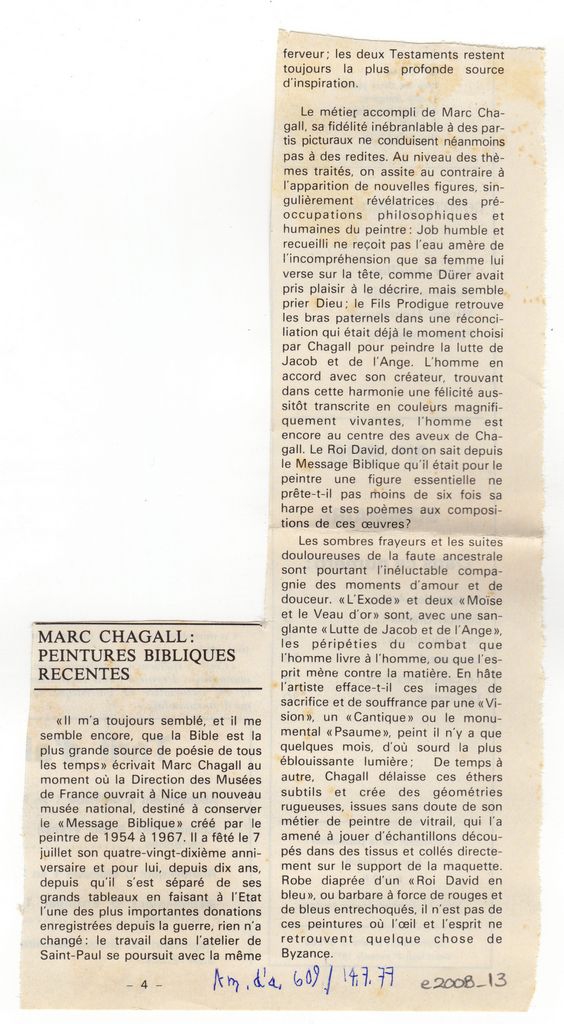 MARC CHAGALL:
PEINTURES BIBLIQUES
RECENTES
«Il m'a toujours semblé, et il me
semble encore, que la Bible est la
plus grande source de poésie de tous
les temps» écrivait Marc Chagall au
moment où la Direction des Musées
de France ouvrait à Nice un nouveau
musée national, destiné à conserver
le «Message Biblique» créé par le
peintre de 1954 à 1967. Il a fêté le 7
juillet son quatre-vingt-dixième anni-
versaire et pour lui, depuis dix ans,
depuis qu'il s'est séparé de ses
grands tableaux en faisant à l'Etat
l'une des plus importantes donations
enregistrées depuis la guerre, rien n'a
changé: le travail dans l'atelier de
Saint-Paul se poursuit avec la même
ferveur; les deux Testaments restent
toujours la plus profonde source
d'inspiration.
Le métier accompli de Marc Cha-
gall, sa fidélité inébranlable à des par-
tis picturaux ne conduisent néanmoins
pas à des redites. Au niveau des thè-
mes traités, on assite au contraire à
l'apparition de nouvelles figures, sin-
gulièrement révélatrices des pré-
occupations philosophiques et
humaines du peintre: Job humble et
recueilli ne reçoit pas l'eau amère de
l'incompréhension que sa femme lui
verse sur la tête, comme Dürer avait
pris plaisir à le décrire, mais semble
prier Dieu; le Fils Prodigue retrouve
les bras paternels dans une réconci-
liation qui était déjà le moment choisi
par Chagall pour peindre la lutte de
Jacob et de l'Ange. L'homme en
accord avec son créateur, trouvant
dans cette harmonie une félicité aus-
sitôt transcrite en couleurs magnifi-
quement vivantes, l'homme est
encore au centre des aveux de Cha-
gall. Le Roi David, dont on sait depuis
le Message Biblique qu'il était pour le
peintre une figure essentielle ne
prête-t-il pas moins de six fois sa
harpe et ses poèmes aux composi-
tions de ces œuvres?
Les sombres frayeurs et les suites
douloureuses de la faute ancestrale
sont pourtant l'inéluctable compa-
gnie des moments d'amour et de
douceur. «L'Exode» et deux «Moïse
et le Veau d'or» sont, avec une san-
glante «Lutte de Jacob et de l'Ange»,
les péripéties du combat que
l'homme livre à l'homme, ou que l'es-
prit mène contre la matière. En hâte
l'artiste efface-t-il ces images de
sacrifice et de souffrance par une «Vi-
sion», un «Cantique» ou le monu-
mental «Psaume», peint il n'y a que
quelques mois, d'où sourd la plus
éblouissante lumière; De temps à
autre, Chagall délaisse ces éthers
subtils et crée des géométries
rugueuses, issues sans doute de son
métier de peintre de vitrail, qui l'a
amené à jouer d'échantillons décou-
pés dans des tissus et collés directe-
ment sur le support de la maquette.
Robe diaprée d'un «Roi David en
bleu», ou barbare à force de rouges et
de bleus entrechoqués, il n'est pas de
ces peintures où l'œil et l'esprit ne
retrouvent quelque chose de
Byzance.
– 4 –
Am. d'a. 609 / 14.7.77
e2008_13